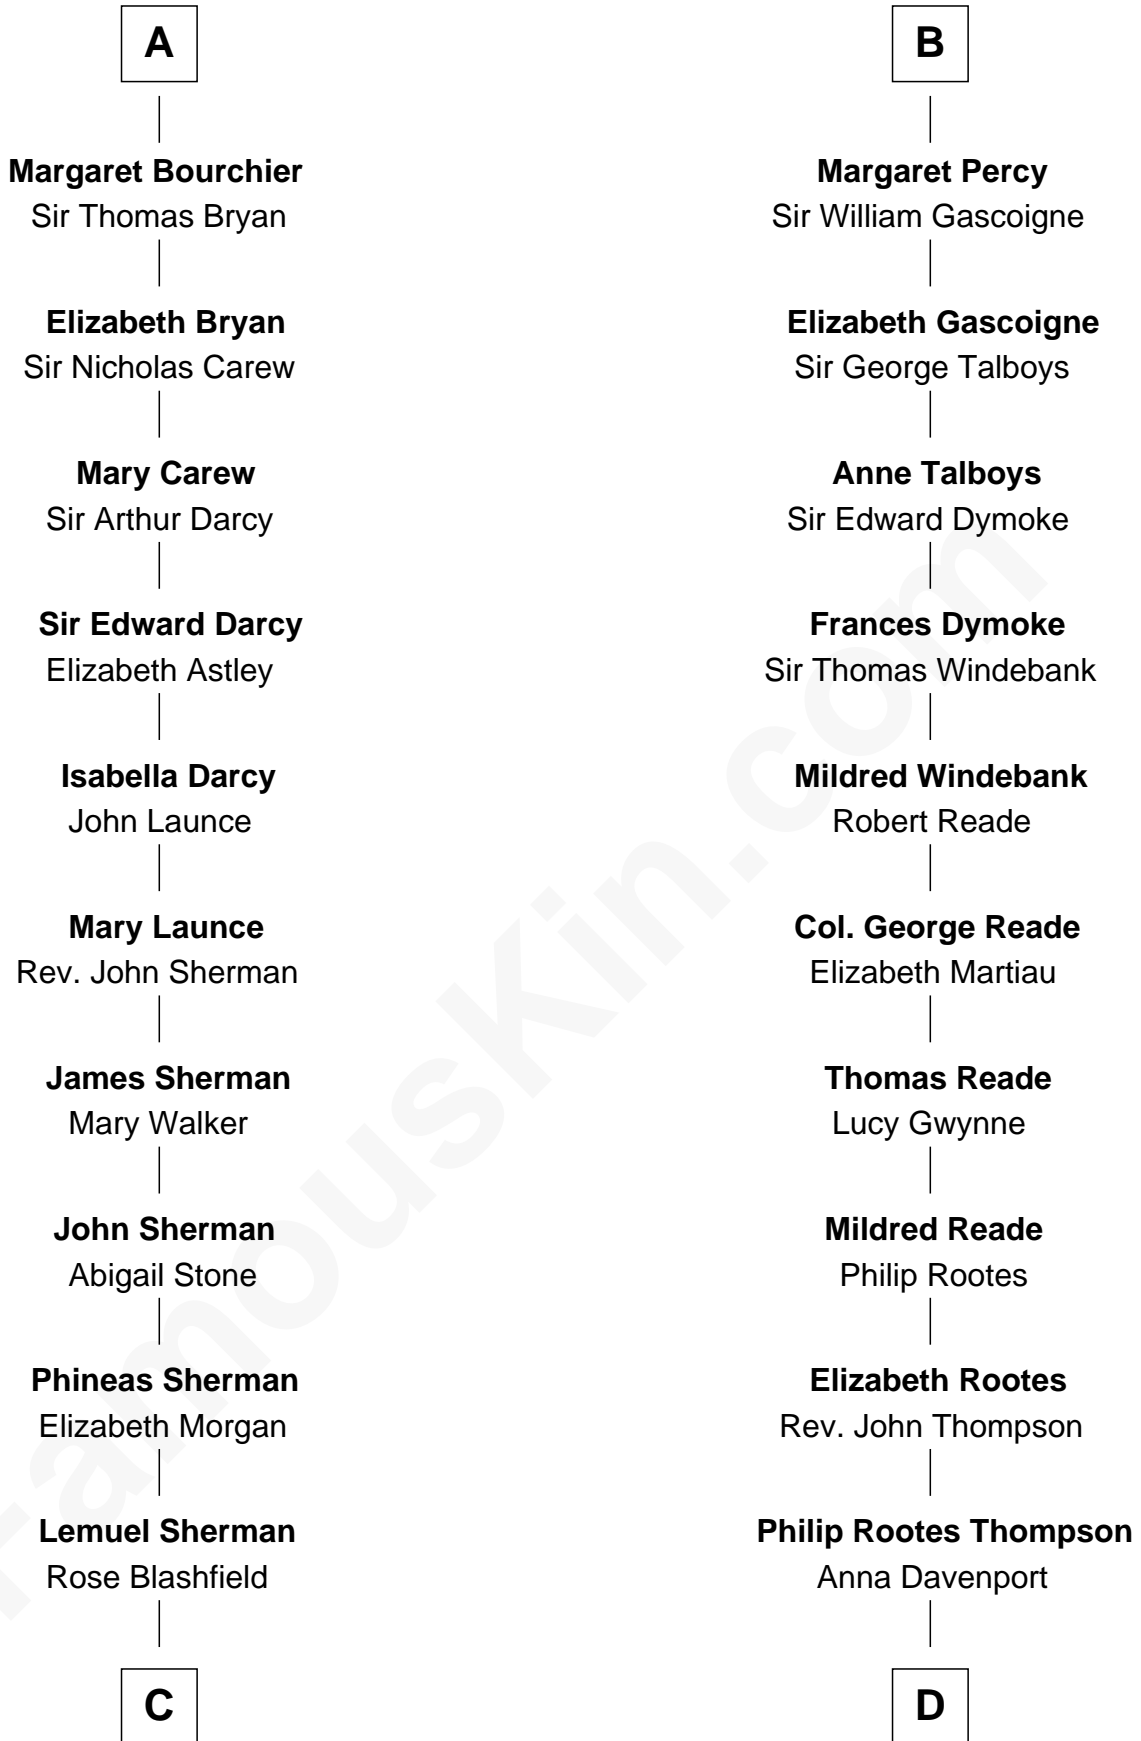 A
Margaret Bourchier
Sir Thomas Bryan
Elizabeth Bryan
Sir Nicholas Carew
Mary Carew
Sir Arthur Darcy
Sir Edward Darcy
Elizabeth Astley
Isabella Darcy
John Launce
Mary Launce
Rev. John Sherman
James Sherman
Mary Walker
John Sherman
Abigail Stone
Phineas Sherman
Elizabeth Morgan
Lemuel Sherman
Rose Blashfield
C
B
Margaret Percy
Sir William Gascoigne
Elizabeth Gascoigne
Sir George Talboys
Anne Talboys
Sir Edward Dymoke
Frances Dymoke
Sir Thomas Windebank
Mildred Windebank
Robert Reade
Col. George Reade
Elizabeth Martiau
Thomas Reade
Lucy Gwynne
Mildred Reade
Philip Rootes
Elizabeth Rootes
Rev. John Thompson
Philip Rootes Thompson
Anna Davenport
D
FamousKin.com